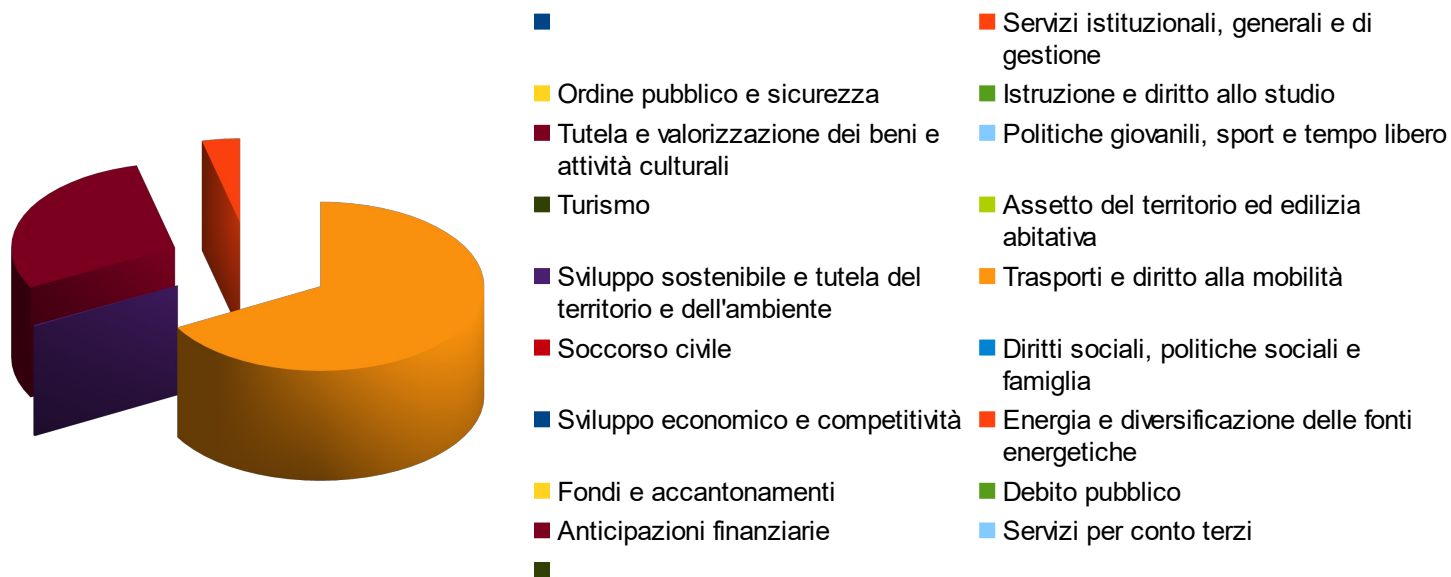 Servizi istituzionali, generali e di
gestione
Ordine pubblico e sicurezza
Istruzione e diritto allo studio
Tutela e valorizzazione dei beni e
attività culturali
Politiche giovanili, sport e tempo libero
Turismo
Assetto del territorio ed edilizia
abitativa
Sviluppo sostenibile e tutela del
territorio e dell'ambiente
Trasporti e diritto alla mobilità
Soccorso civile
Diritti sociali, politiche sociali e
famiglia
Sviluppo economico e competitività
Energia e diversificazione delle fonti
energetiche
Fondi e accantonamenti
Debito pubblico
Anticipazioni finanziarie
Servizi per conto terzi